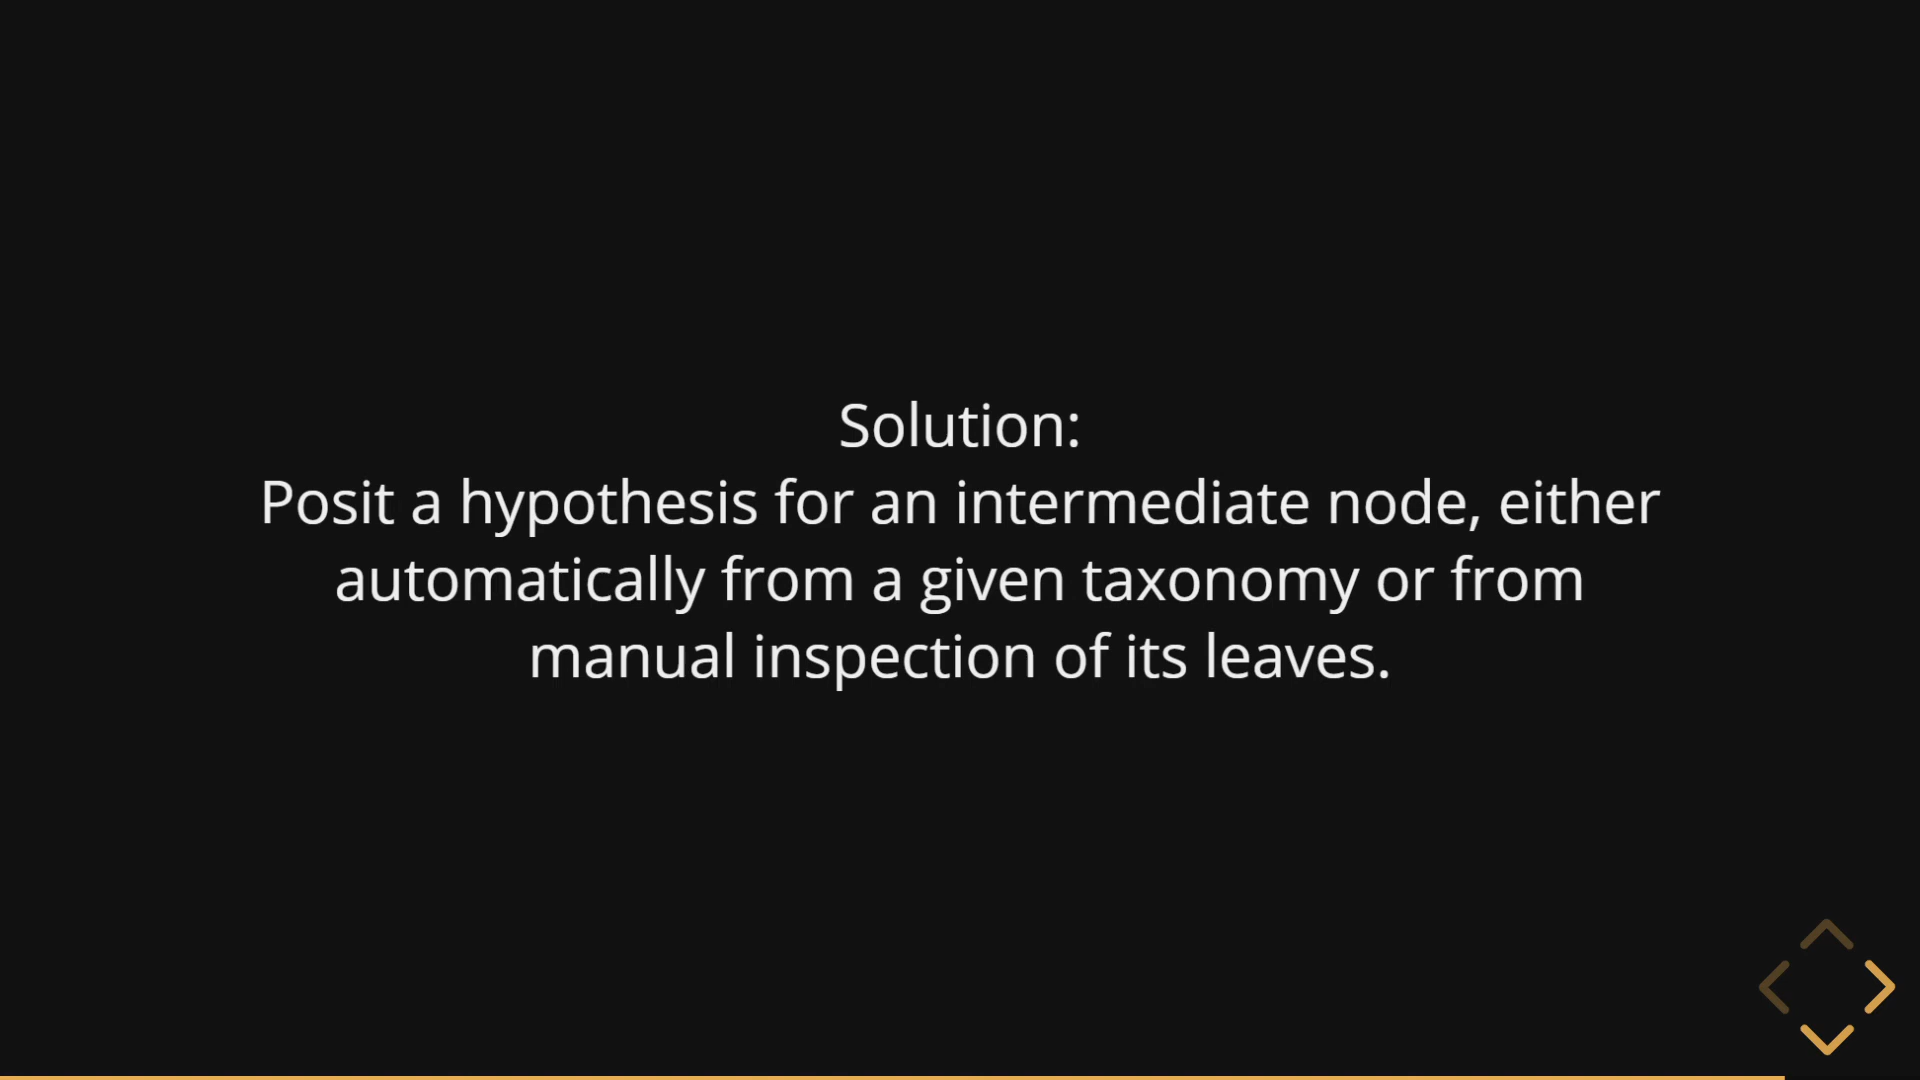 Solution:
Posit a hypothesis for an intermediate node, either
automatically from a given taxonomy or from
manual inspection of its leaves.